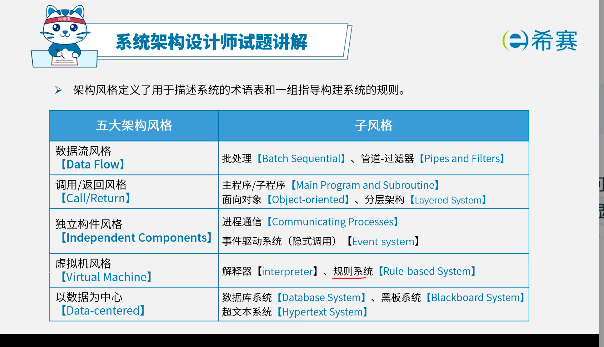 系统架构设计师试题讲解
希赛
架构风格定义了用于描述系统的术语表和一组指导构建系统的规则。
五大架构风格
子风格
数据流风格
【Data Flow】
批处理【Batch Sequential】、管道-过滤器【Pipes and Filters】
调用/返回风格
【Call/Return】
主程序/子程序【Main Program and Subroutine】
面向对象【Object-oriented】、分层架构【Layered System】
独立构件风格
【Independent Components】
进程通信【Communicating Processes】
事件驱动系统（隐式调用）【Event system】
虚拟机风格
【Virtual Machine】
解释器【interpreter】、规则系统【Rule-based System】
以数据为中心
【Data-centered】
数据库系统【Database System】、黑板系统【Blackboard System】
超文本系统【Hypertext System】